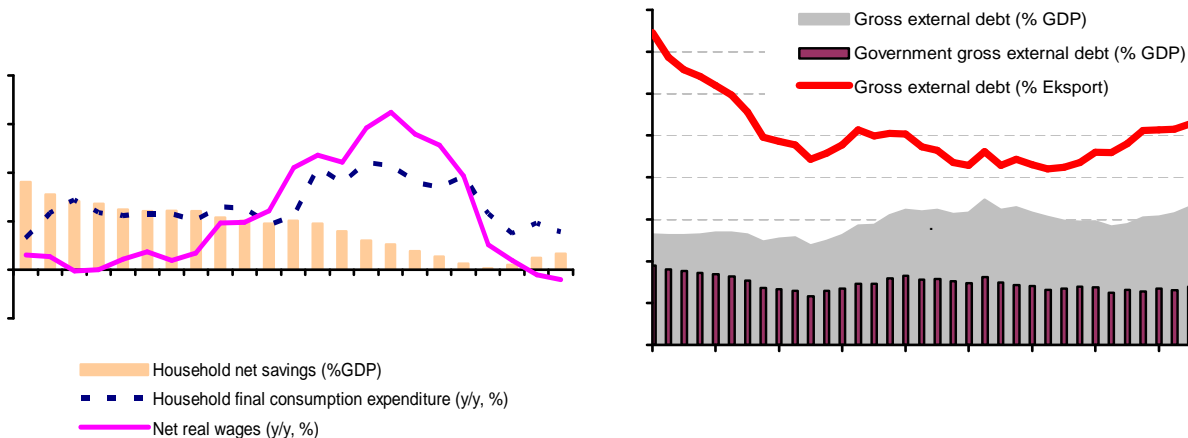 Household net savings (%GDP)
Household final consumption expenditure (y/y, %)
Net real wages (y/y, %)
Gross external debt (% GDP)
Government gross external debt (% GDP)
Gross external debt (% Eksport)